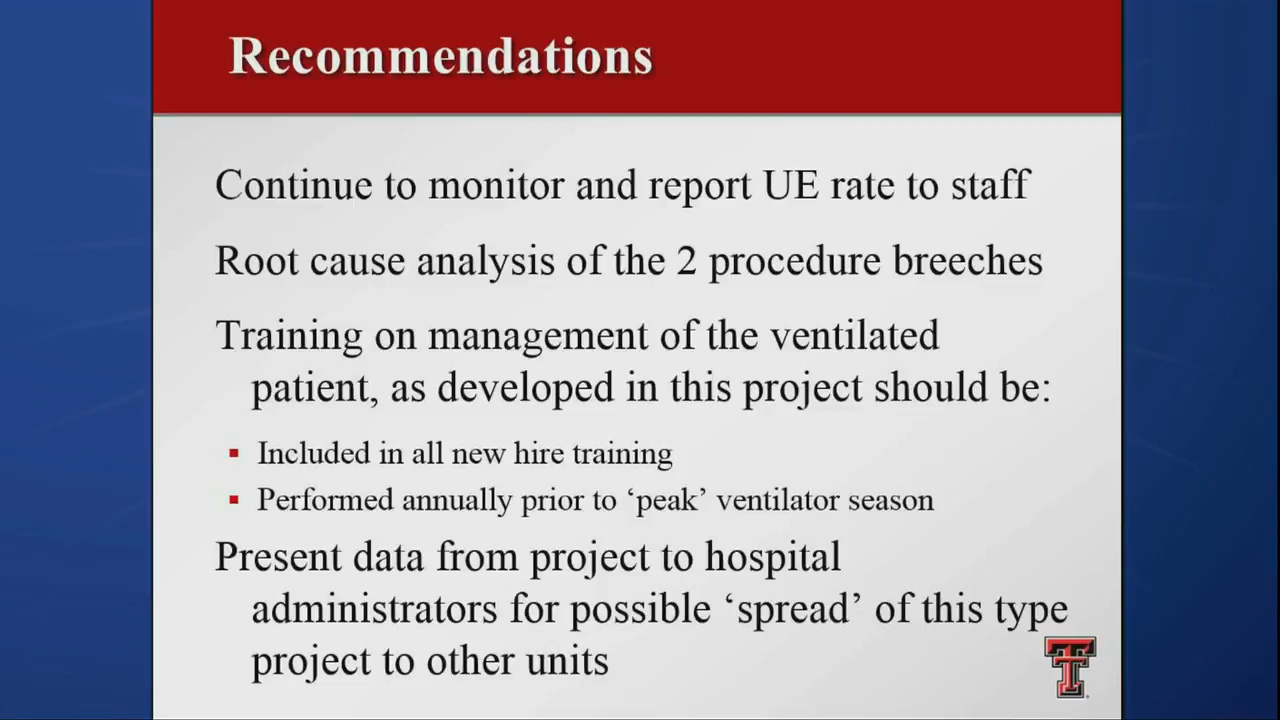 Recommendations
Continue to monitor and report UE rate to staff
Root cause analysis of the 2 procedure breeches
Training on management of the ventilated
patient, as developed in this project should be:
▪ Included in all new hire training
▪ Performed annually prior to ‘peak’ ventilator season
Present data from project to hospital
administrators for possible ‘spread’ of this type
project to other units